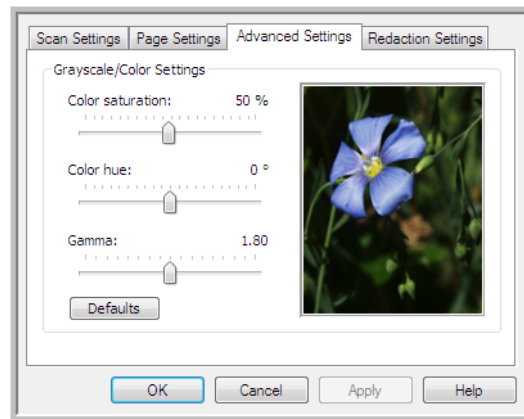 Scan Settings Page Settings Advanced Settings Redaction Settings
Grayscale/Color Settings
Color saturation: 50 %
Color hue: 0 °
Gamma: 1.80
Defaults
OK Cancel Apply Help